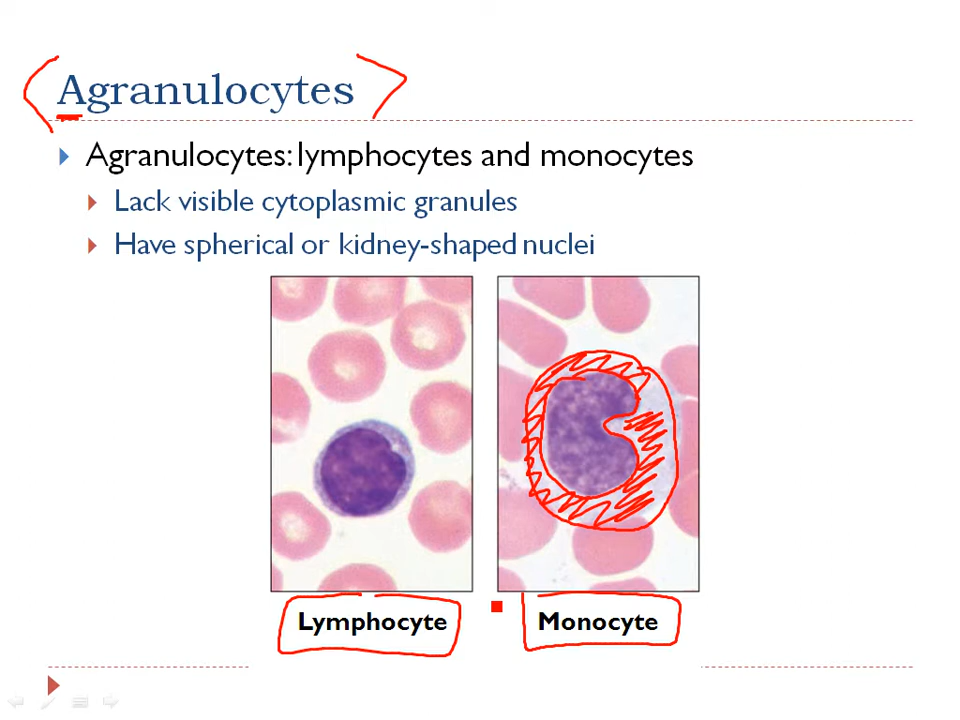 Agranulocytes
Agranulocytes: lymphocytes and monocytes
Lack visible cytoplasmic granules
Have spherical or kidney-shaped nuclei
Lymphocyte
Monocyte